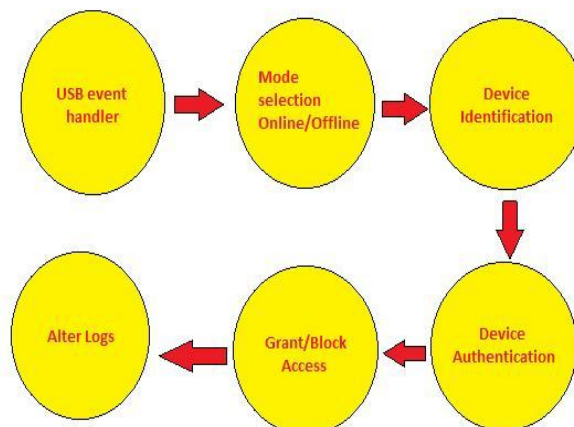 USB event
handler
Mode
selection
Online/Offline
Device
Identification
Alter Logs
Grant/Block
Access
Device
Authentication